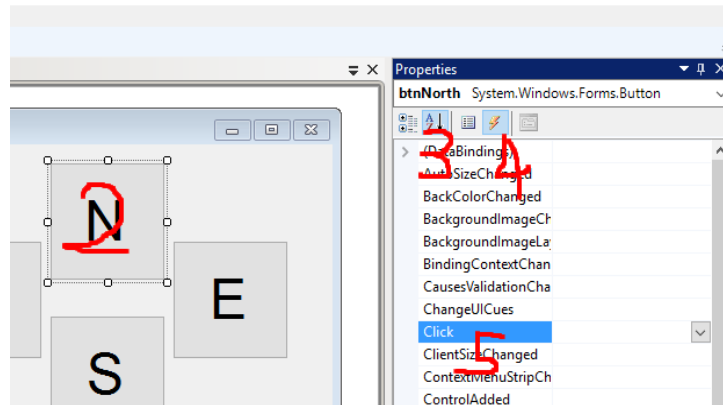 Properties
btnNorth System.Windows.Forms.Button
3 4
(DataBindings)
AutoSizeChanged
BackColorChanged
BackgroundImageCh
BackgroundImageLa
BindingContextChan
CausesValidationCha
ChangeUICues
Click
5
ClientSizeChanged
ContextMenuStripCh
ControlAdded
2
N
E
S